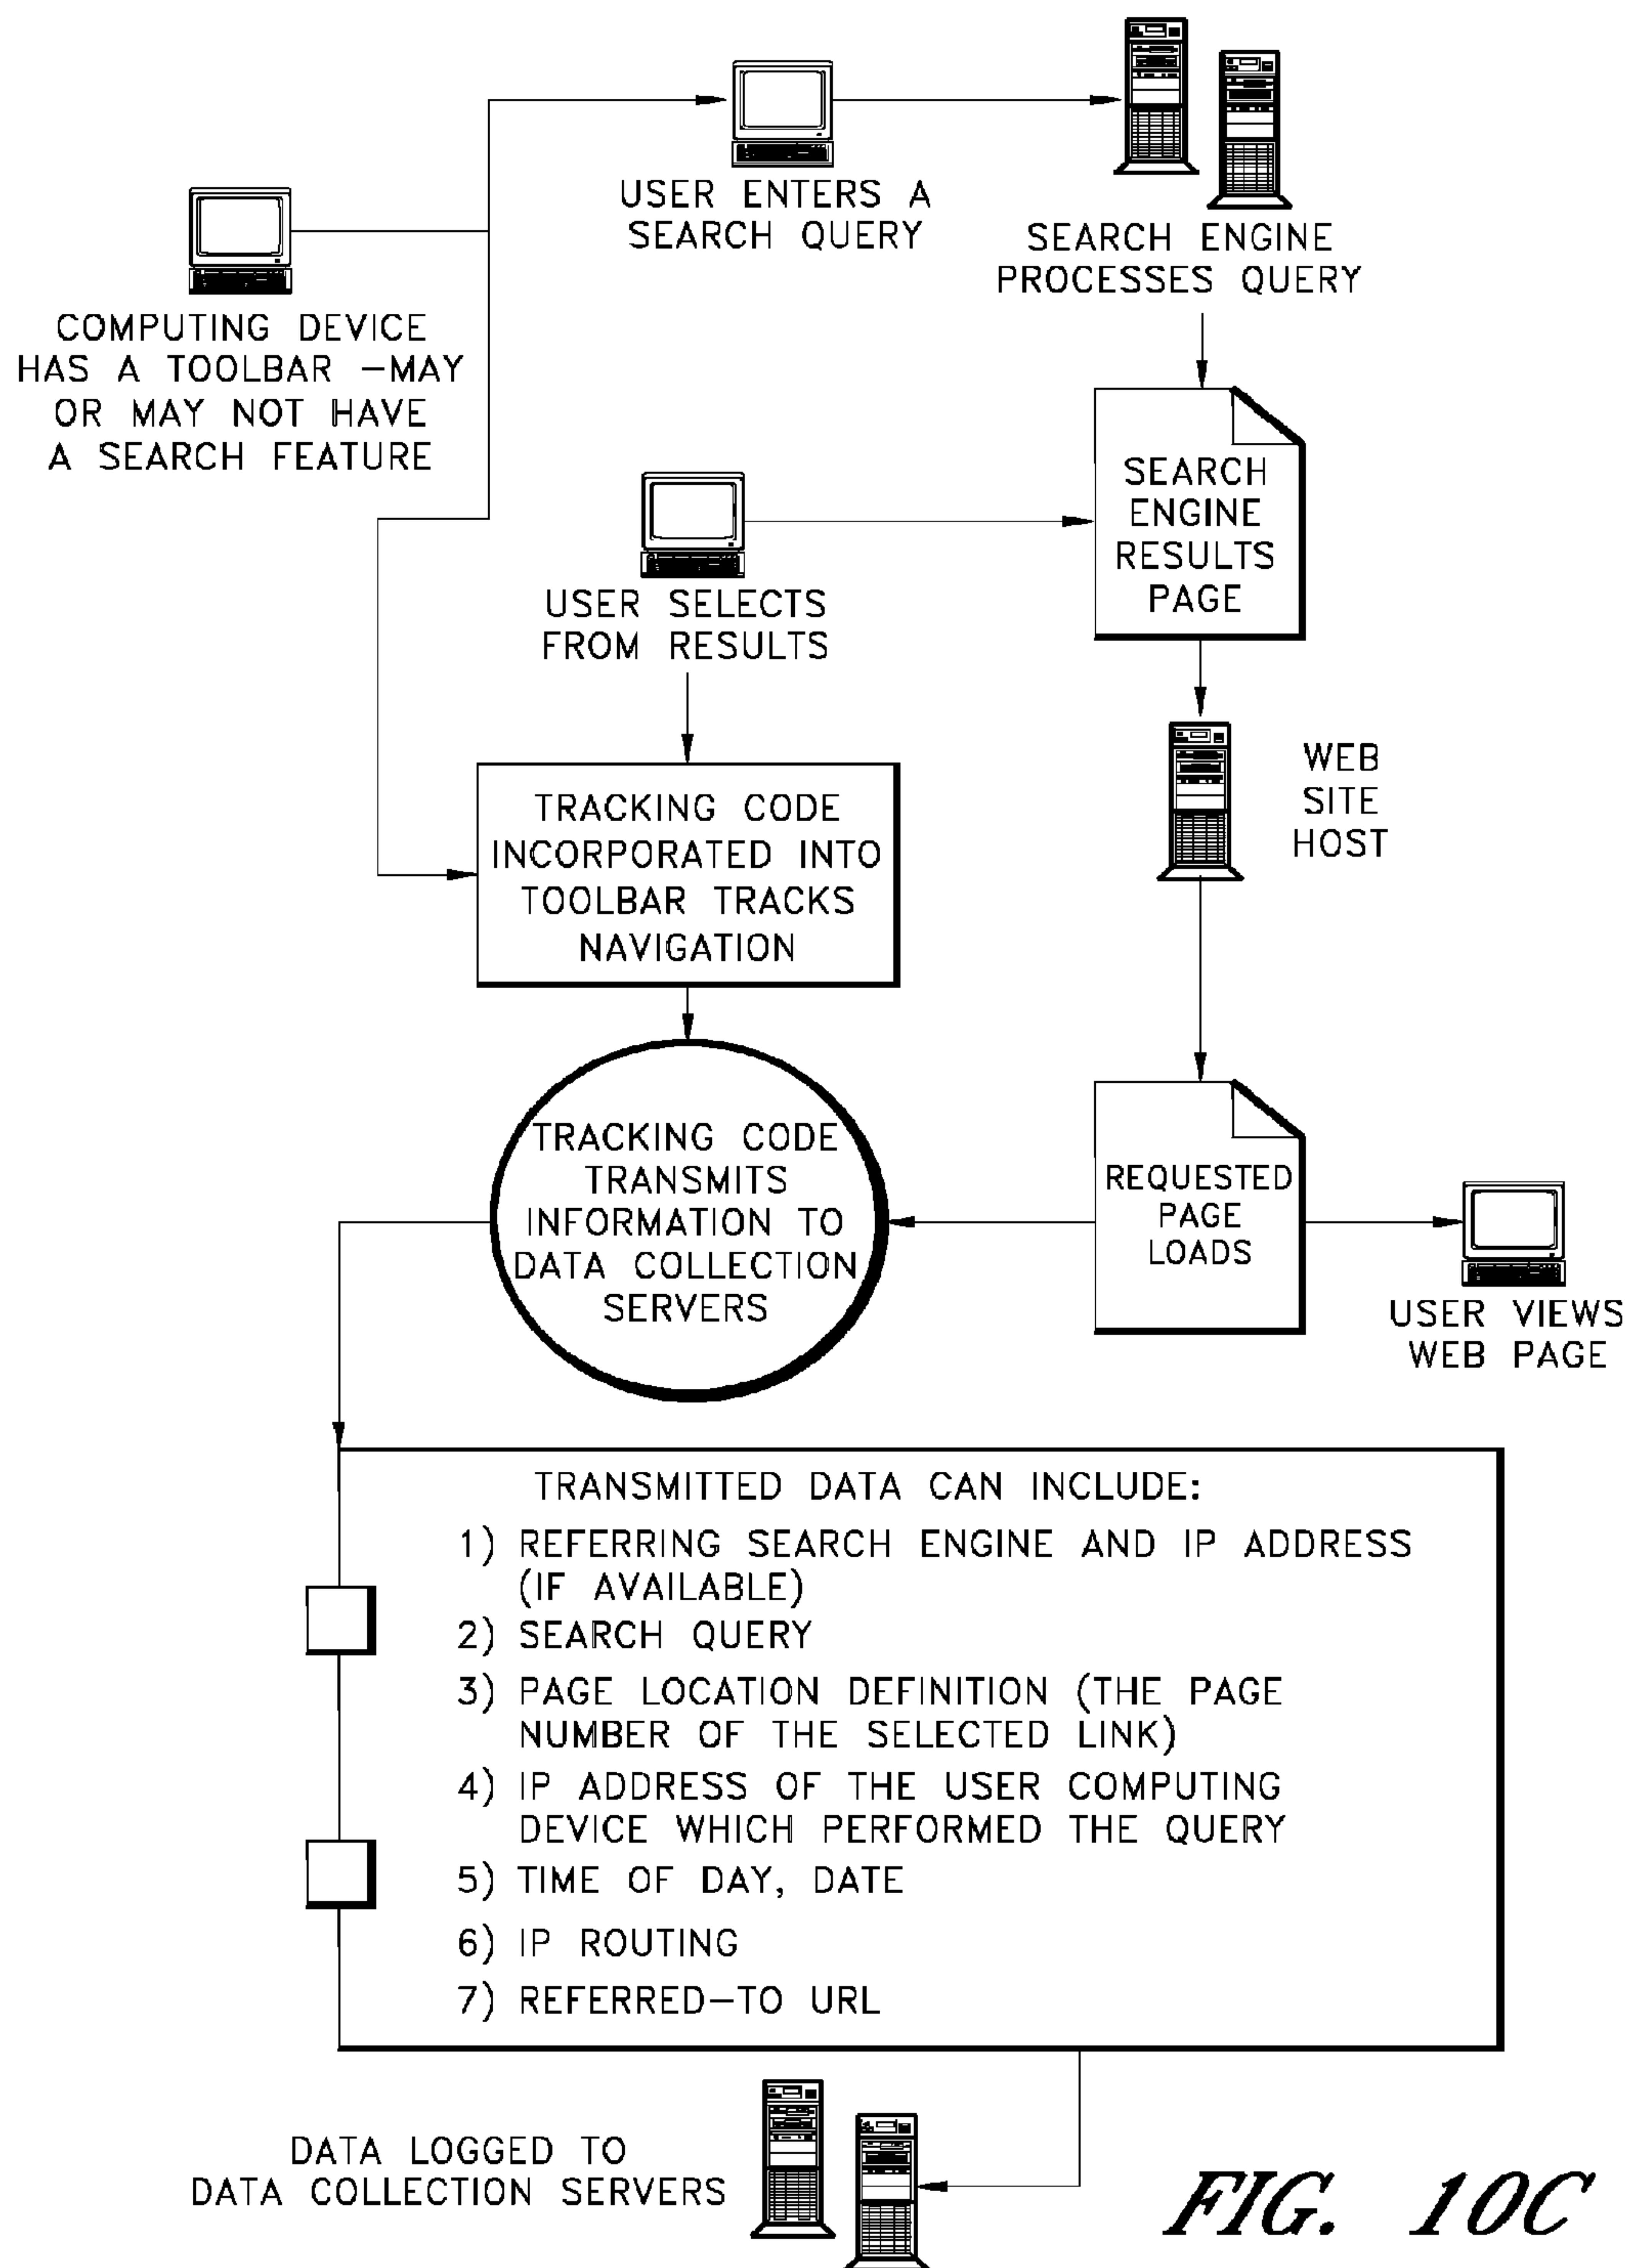 USER ENTERS A
SEARCH QUERY
SEARCH ENGINE
PROCESSES QUERY
COMPUTING DEVICE
HAS A TOOLBAR –MAY
OR MAY NOT HAVE
A SEARCH FEATURE
SEARCH
ENGINE
RESULTS
PAGE
USER SELECTS
FROM RESULTS
WEB
SITE
HOST
TRACKING CODE
INCORPORATED INTO
TOOLBAR TRACKS
NAVIGATION
TRACKING CODE
TRANSMITS
INFORMATION TO
DATA COLLECTION
SERVERS
REQUESTED
PAGE
LOADS
USER VIEWS
WEB PAGE
TRANSMITTED DATA CAN INCLUDE:
1) REFERRING SEARCH ENGINE AND IP ADDRESS
(IF AVAILABLE)
2) SEARCH QUERY
3) PAGE LOCATION DEFINITION (THE PAGE
NUMBER OF THE SELECTED LINK)
4) IP ADDRESS OF THE USER COMPUTING
DEVICE WHICH PERFORMED THE QUERY
5) TIME OF DAY, DATE
6) IP ROUTING
7) REFERRED–TO URL
DATA LOGGED TO
DATA COLLECTION SERVERS
FIG. 10C